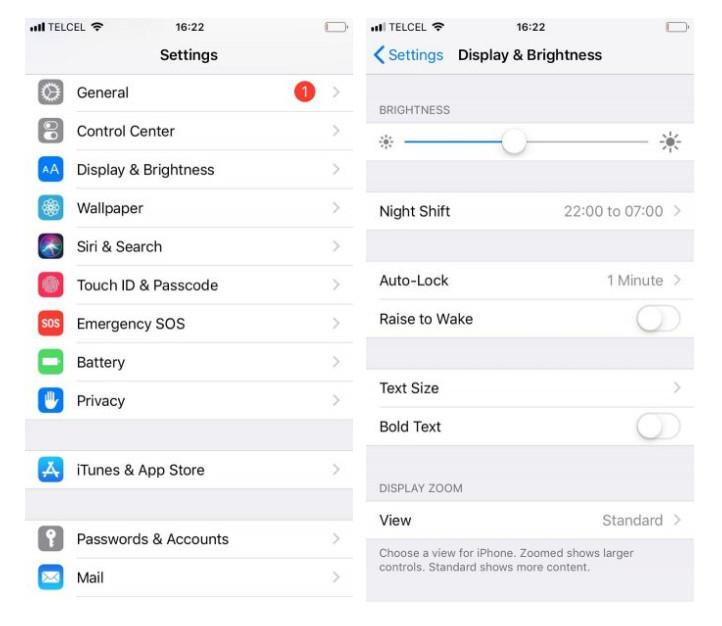 TELCEL 16:22
Settings
General 1
Control Center
AA Display & Brightness
Wallpaper
Siri & Search
Touch ID & Passcode
SOS Emergency SOS
Battery
Privacy
iTunes & App Store
Passwords & Accounts
Mail
TELCEL 16:22
Settings Display & Brightness
BRIGHTNESS
Night Shift 22:00 to 07:00
Auto-Lock 1 Minute
Raise to Wake
Text Size
Bold Text
DISPLAY ZOOM
View Standard
Choose a view for iPhone. Zoomed shows larger
controls. Standard shows more content.